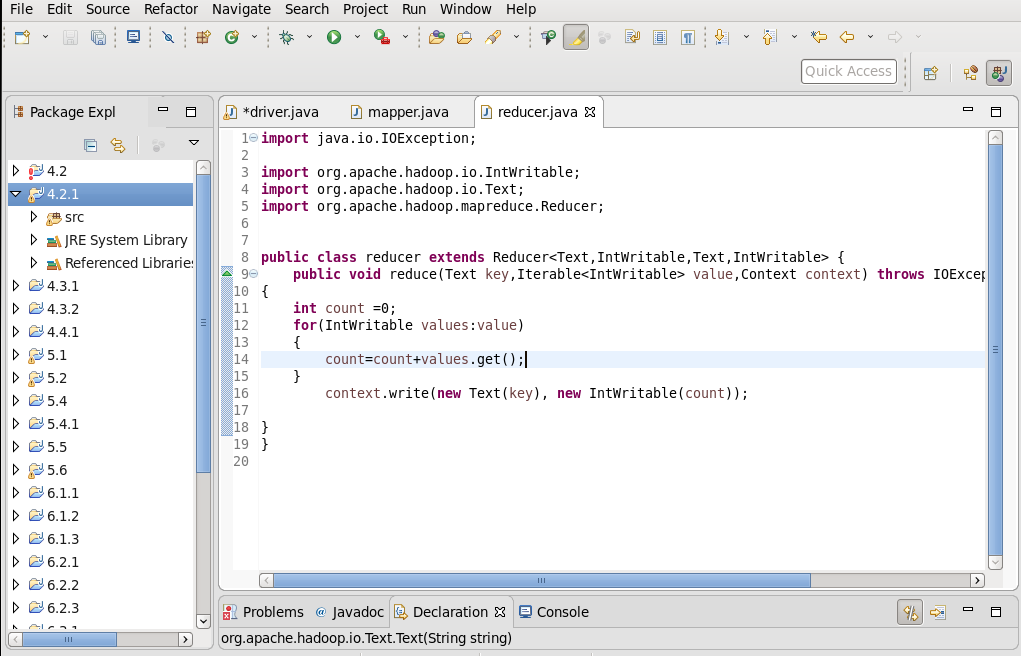 File Edit Source Refactor Navigate Search Project Run Window Help
Quick Access
Package Expl
4.2
4.2.1
src
JRE System Library
Referenced Libraries
4.3.1
4.3.2
4.4.1
5.1
5.2
5.4
5.4.1
5.5
5.6
6.1.1
6.1.2
6.1.3
6.2.1
6.2.2
6.2.3
*driver.java mapper.java reducer.java
1 import java.io.IOException;
2
3 import org.apache.hadoop.io.IntWritable;
4 import org.apache.hadoop.io.Text;
5 import org.apache.hadoop.mapreduce.Reducer;
6
7
8 public class reducer extends Reducer<Text,IntWritable,Text,IntWritable> {
9 public void reduce(Text key,Iterable<IntWritable> value,Context context) throws IOExcep
10 {
11 int count =0;
12 for(IntWritable values:value)
13 {
14 count=count+values.get();
15 }
16 context.write(new Text(key), new IntWritable(count));
17
18 }
19 }
20
Problems Javadoc Declaration Console
org.apache.hadoop.io.Text.Text(String string)